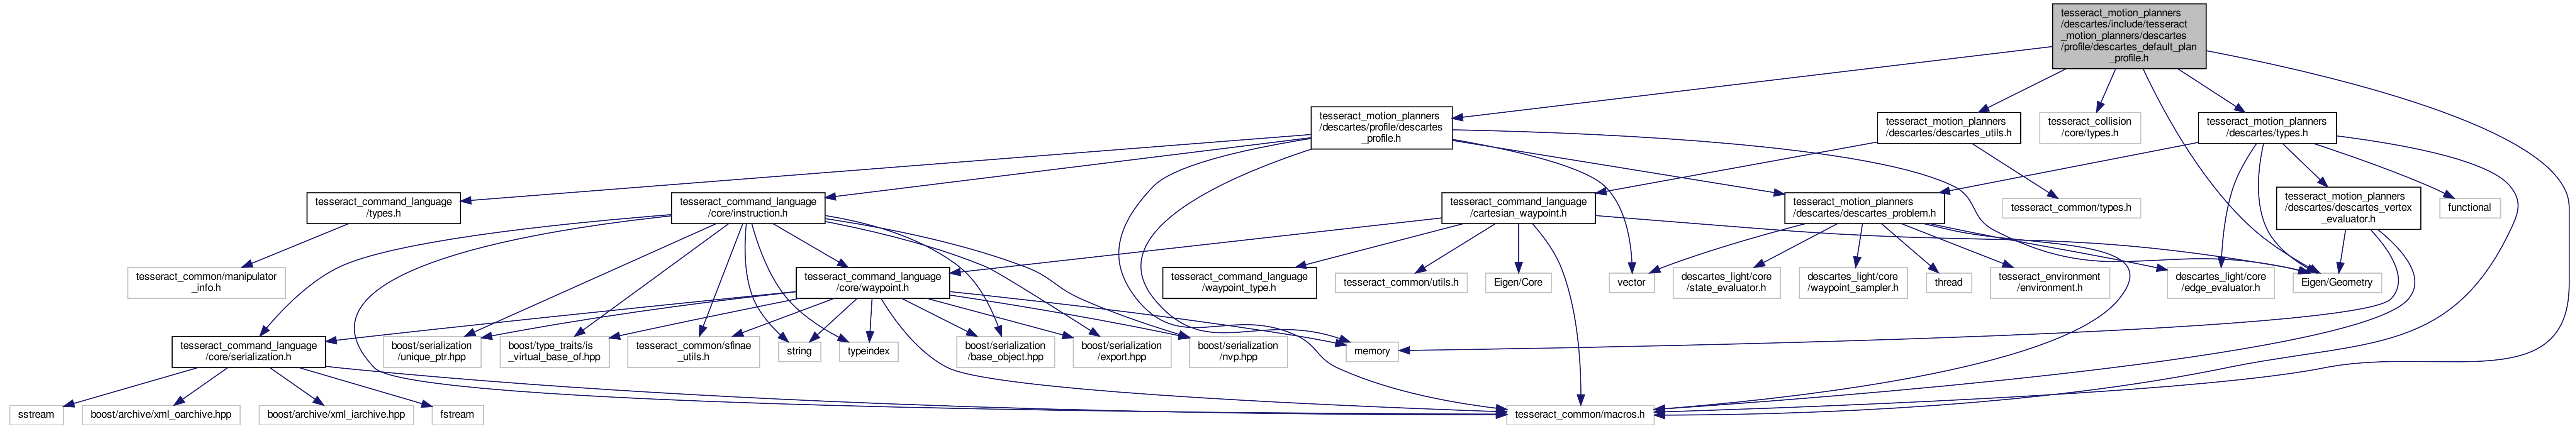 tesseract_motion_planners
/descartes/include/tesseract
_motion_planners/descartes
/profile/descartes_default_plan
_profile.h
tesseract_motion_planners
/descartes/profile/descartes
_profile.h
tesseract_motion_planners
/descartes/descartes_utils.h
tesseract_collision
/core/types.h
tesseract_motion_planners
/descartes/types.h
tesseract_command_language
/types.h
tesseract_command_language
/core/instruction.h
tesseract_command_language
/cartesian_waypoint.h
tesseract_motion_planners
/descartes/descartes_problem.h
tesseract_common/types.h
tesseract_motion_planners
/descartes/descartes_vertex
_evaluator.h
functional
tesseract_common/manipulator
_info.h
tesseract_command_language
/core/waypoint.h
tesseract_command_language
/waypoint_type.h
tesseract_common/utils.h
Eigen/Core
vector
descartes_light/core
/state_evaluator.h
descartes_light/core
/waypoint_sampler.h
thread
tesseract_environment
/environment.h
descartes_light/core
/edge_evaluator.h
Eigen/Geometry
tesseract_command_language
/core/serialization.h
boost/serialization
/unique_ptr.hpp
boost/type_traits/is
_virtual_base_of.hpp
tesseract_common/sfinae
_utils.h
string
typeindex
boost/serialization
/base_object.hpp
boost/serialization
/export.hpp
boost/serialization
/nvp.hpp
memory
sstream
boost/archive/xml_oarchive.hpp
boost/archive/xml_iarchive.hpp
fstream
tesseract_common/macros.h